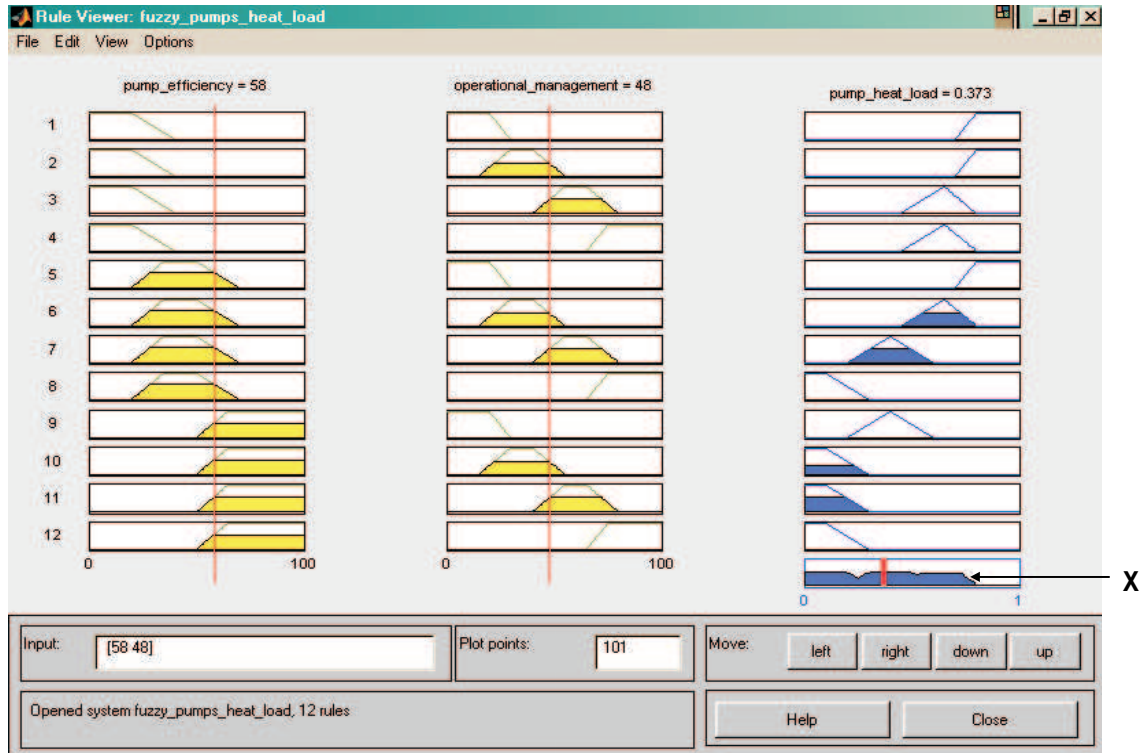 Rule Viewer: fuzzy_pumps_heat_load
File Edit View Options
pump_efficiency = 58
operational_management = 48
pump_heat_load = 0.373
1
2
3
4
5
6
7
8
9
10
11
12
0 100
0 100
0 1
X
Input: [58 48]
Plot points: 101
Move: left right down up
Opened system fuzzy_pumps_heat_load, 12 rules
Help Close